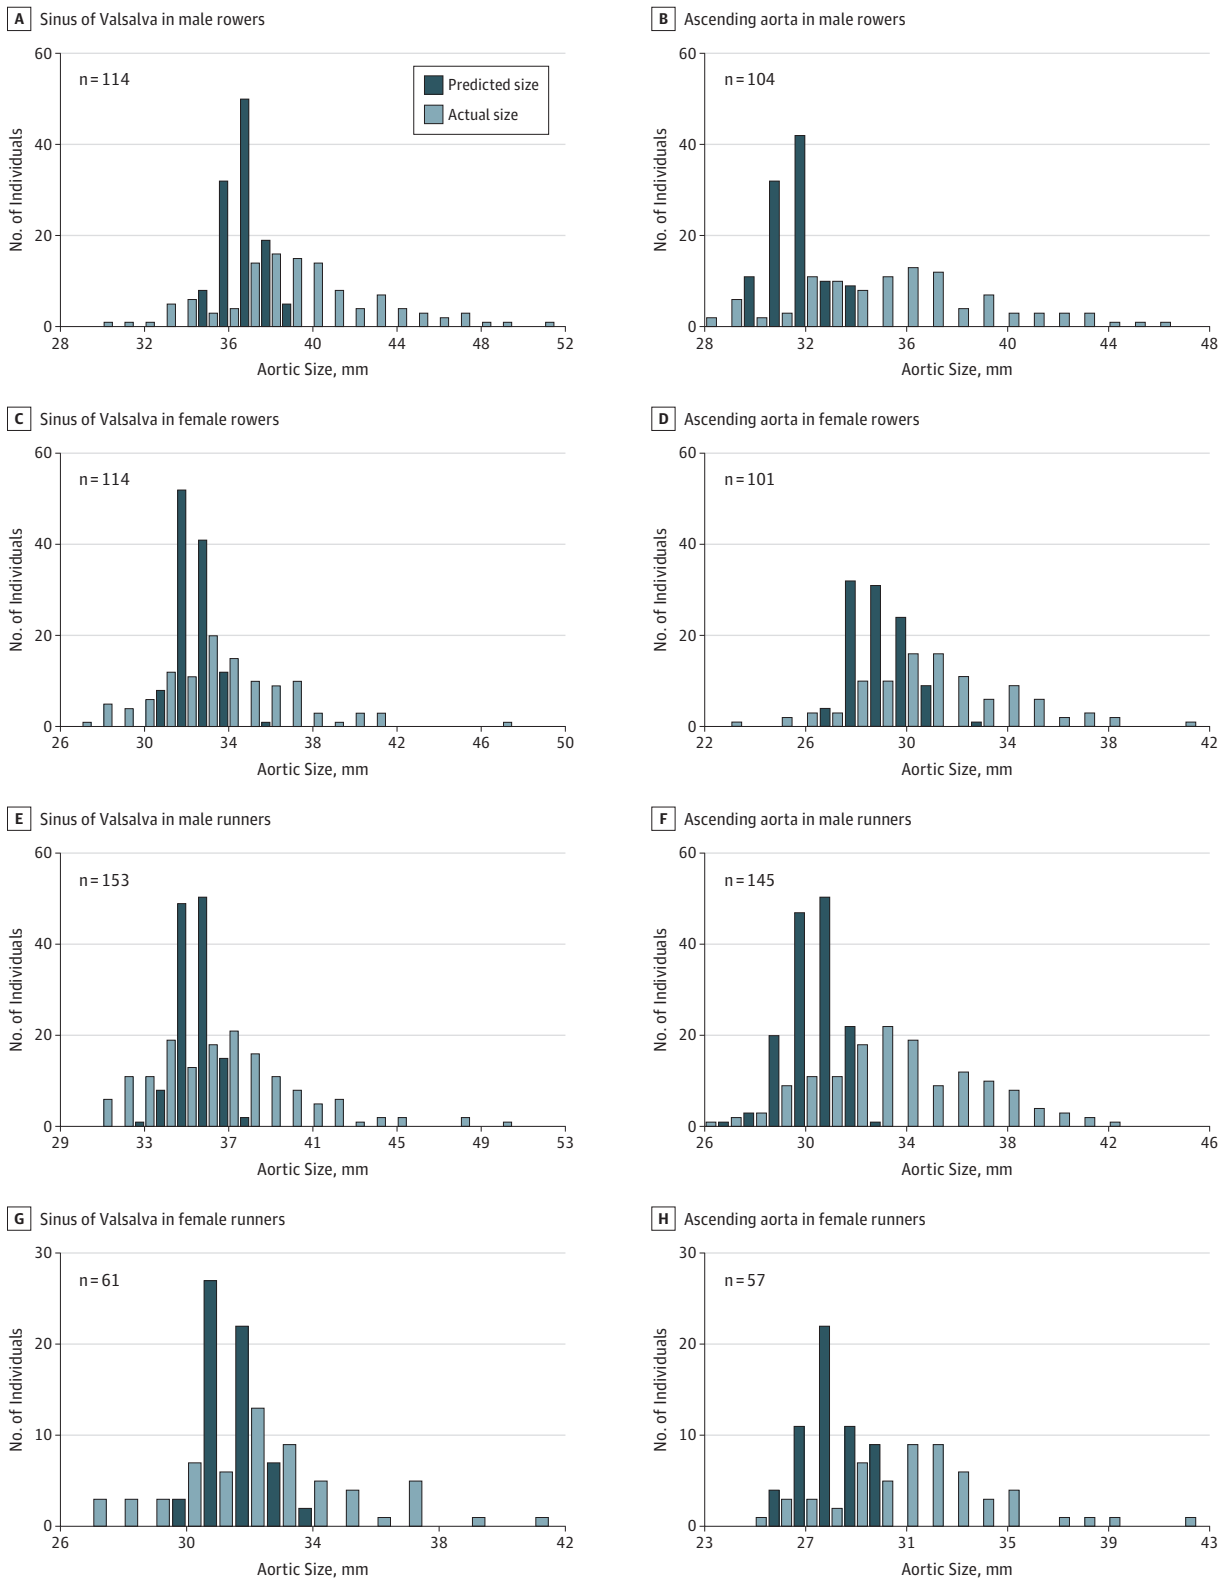 A Sinus of Valsalva in male rowers
No. of Individuals
60
40
20
0
n=114
Predicted size
Actual size
28 32 36 40 44 48 52
Aortic Size, mm
B Ascending aorta in male rowers
No. of Individuals
60
40
20
0
n=104
28 32 36 40 44 48
Aortic Size, mm
C Sinus of Valsalva in female rowers
No. of Individuals
60
40
20
0
n=114
26 30 34 38 42 46 50
Aortic Size, mm
D Ascending aorta in female rowers
No. of Individuals
60
40
20
0
n=101
22 26 30 34 38 42
Aortic Size, mm
E Sinus of Valsalva in male runners
No. of Individuals
60
40
20
0
n=153
29 33 37 41 45 49 53
Aortic Size, mm
F Ascending aorta in male runners
No. of Individuals
60
40
20
0
n=145
26 30 34 38 42 46
Aortic Size, mm
G Sinus of Valsalva in female runners
No. of Individuals
30
20
10
0
n=61
26 30 34 38 42
Aortic Size, mm
H Ascending aorta in female runners
No. of Individuals
30
20
10
0
n=57
23 27 31 35 39 43
Aortic Size, mm